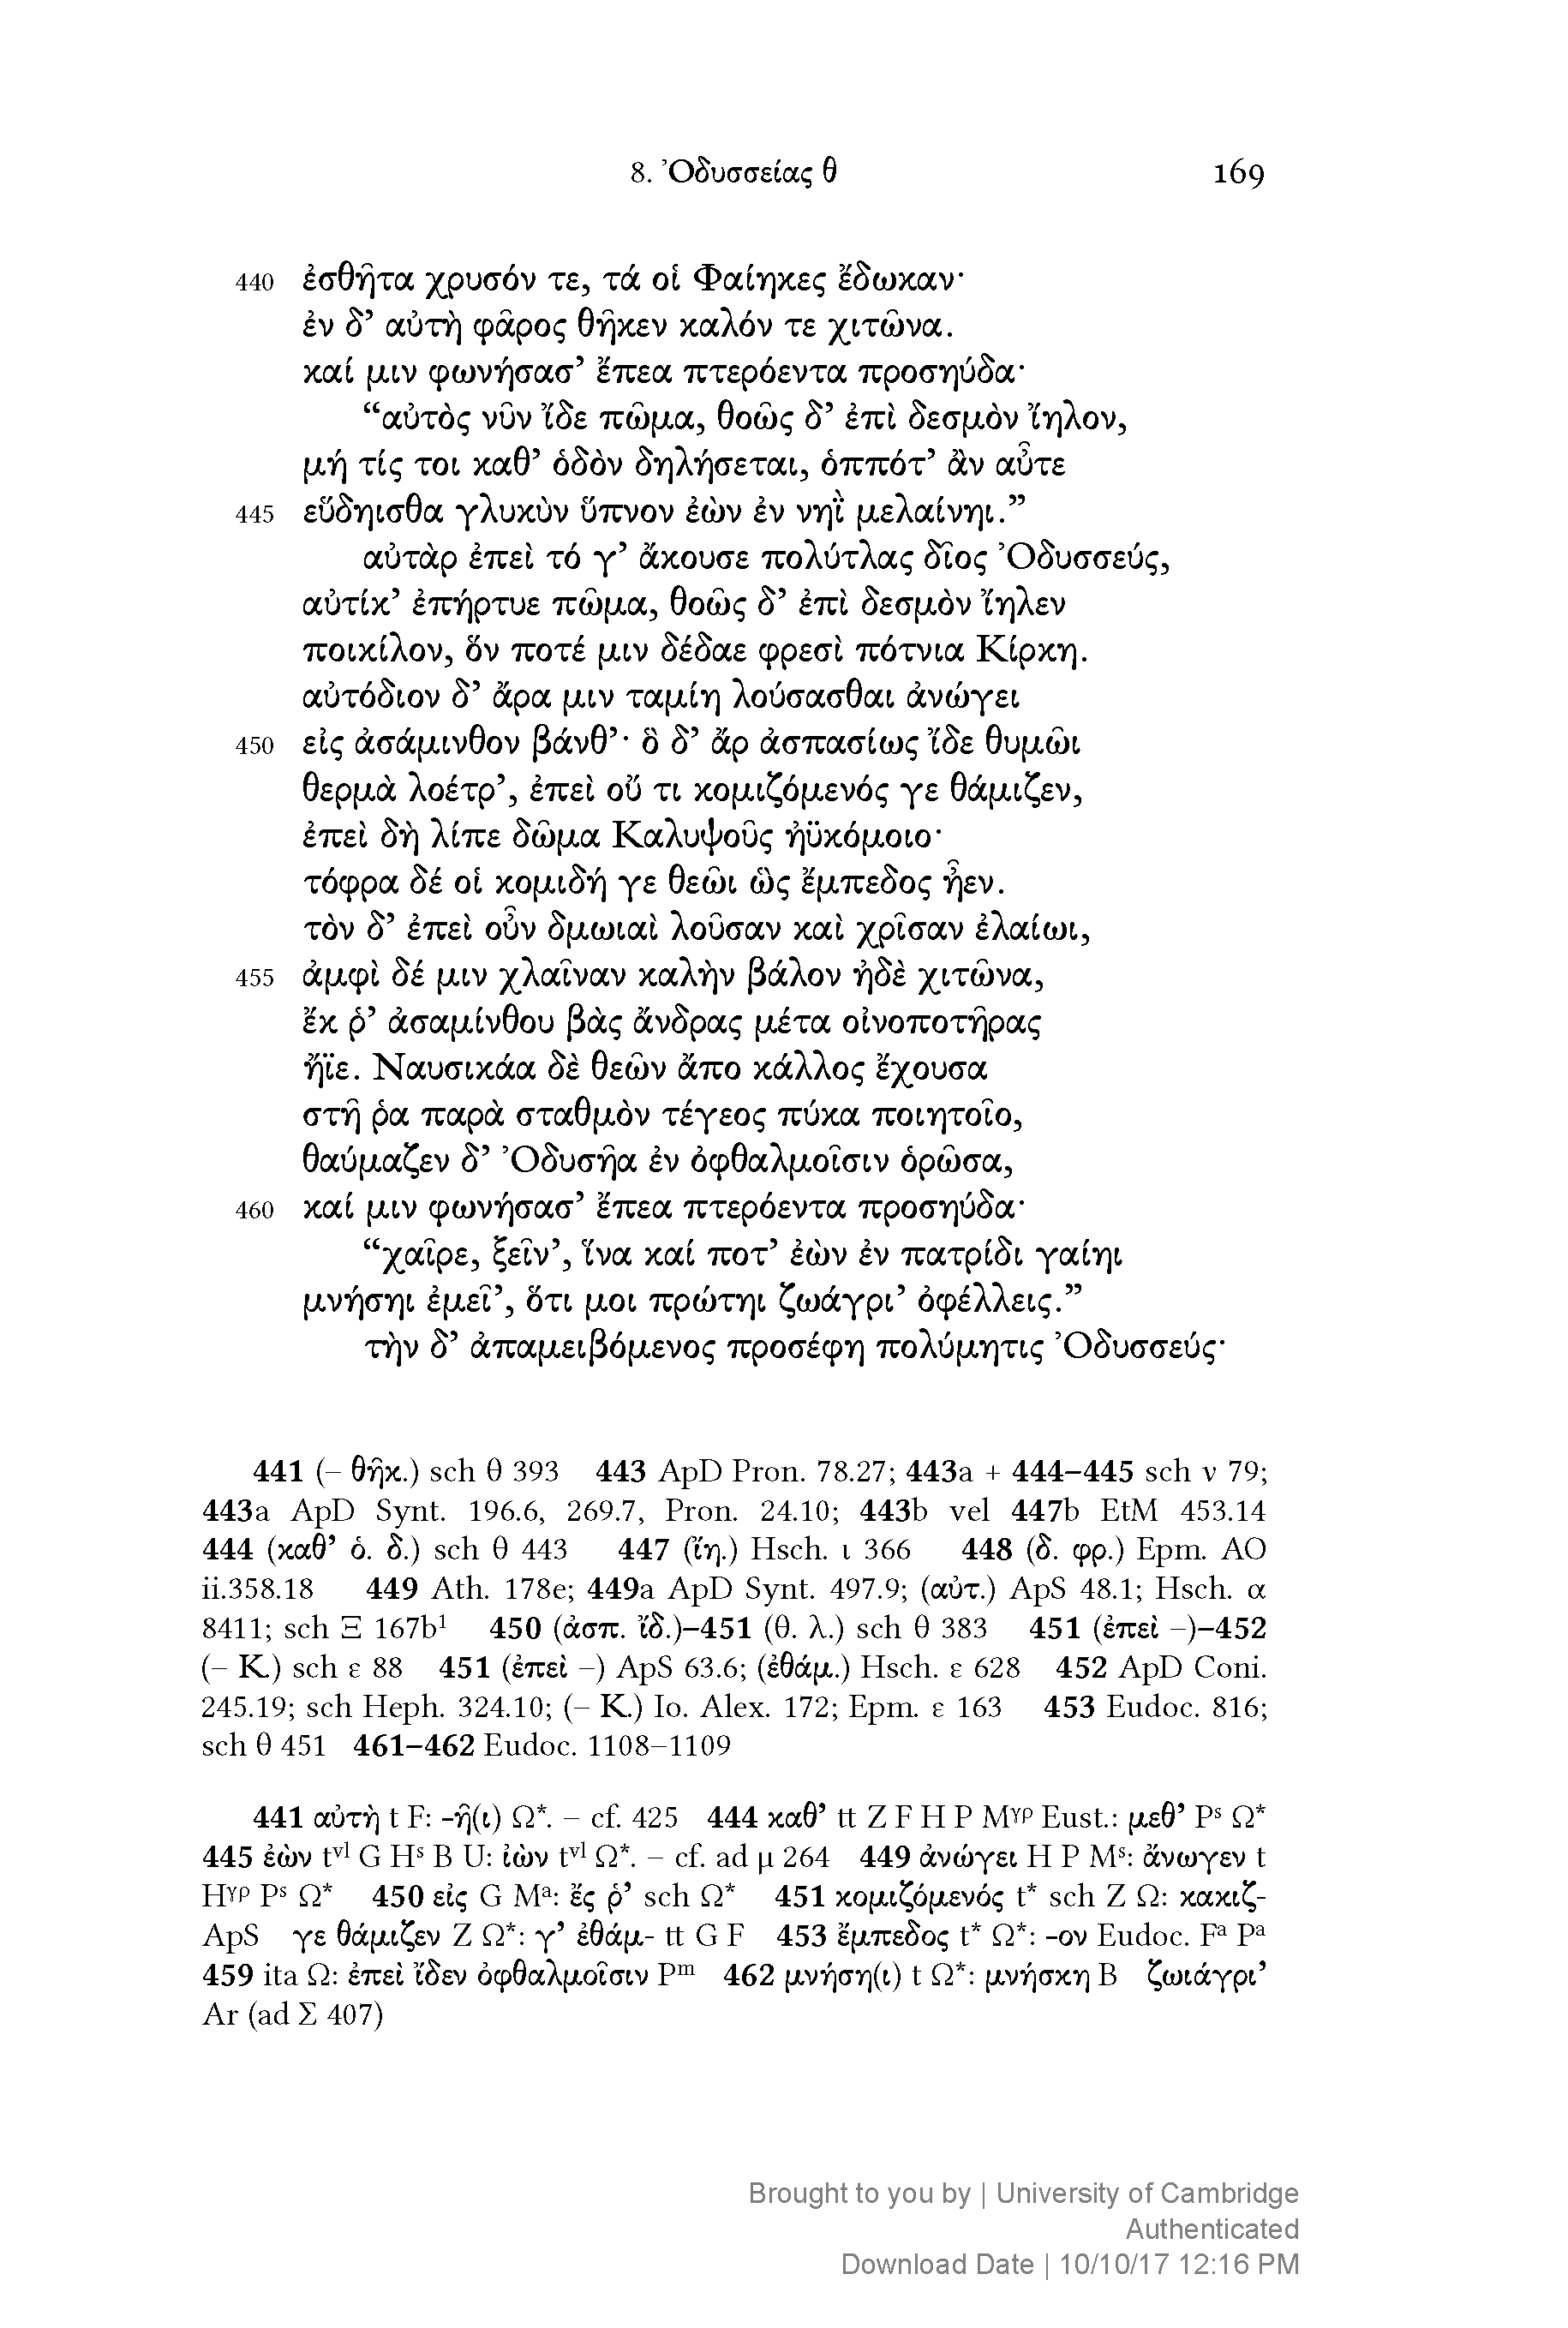 8. Ὀδυσσείας θ 169
440 ἐσθῆτα χρυσόν τε, τά οἱ Φαίηκες ἔδωκαν·
ἐν δ’ αὐτὴ φᾶρος θῆκεν καλόν τε χιτῶνα.
καί μιν φωνήσασ’ ἔπεα πτερόεντα προσηύδα·
“αὐτὸς νῦν ἴδε πῶμα, θοῶς δ’ ἐπὶ δεσμὸν ἴηλον,
μή τίς τοι καθ’ ὁδὸν δηλήσεται, ὁππότ’ ἂν αὖτε
445 εὕδηισθα γλυκὺν ὕπνον ἐὼν ἐν νηῒ μελαίνηι.”
αὐτὰρ ἐπεὶ τό γ’ ἄκουσε πολύτλας δῖος Ὀδυσσεύς,
αὐτίκ’ ἐπήρτυε πῶμα, θοῶς δ’ ἐπὶ δεσμὸν ἴηλεν
ποικίλον, ὅν ποτέ μιν δέδαε φρεσὶ πότνια Κίρκη.
αὐτόδιον δ’ ἄρα μιν ταμίη λούσασθαι ἀνώγει
450 εἰς ἀσάμινθον βάνθ’· ὃ δ’ ἄρ ἀσπασίως ἴδε θυμῶι
θερμὰ λοέτρ’, ἐπεὶ οὔ τι κομιζόμενός γε θάμιζεν,
ἐπεὶ δὴ λίπε δῶμα Καλυψοῦς ἠϋκόμοιο·
τόφρα δέ οἱ κομιδή γε θεῶι ὣς ἔμπεδος ἦεν.
τὸν δ’ ἐπεὶ οὖν δμωιαὶ λοῦσαν καὶ χρῖσαν ἐλαίωι,
455 ἀμφὶ δέ μιν χλαῖναν καλὴν βάλον ἠδὲ χιτῶνα,
ἔκ ῥ’ ἀσαμίνθου βὰς ἄνδρας μέτα οἰνοποτῆρας
ἤϊε. Ναυσικάα δὲ θεῶν ἄπο κάλλος ἔχουσα
στῆ ῥα παρὰ σταθμὸν τέγεος πύκα ποιητοῖο,
θαύμαζεν δ’ Ὀδυσῆα ἐν ὀφθαλμοῖσιν ὁρῶσα,
460 καί μιν φωνήσασ’ ἔπεα πτερόεντα προσηύδα·
“χαῖρε, ξεῖν’, ἵνα καί ποτ’ ἐὼν ἐν πατρίδι γαίηι
μνήσηι ἐμεῖ’, ὅτι μοι πρώτηι ζωάγρι’ ὀφέλλεις.”
τὴν δ’ ἀπαμειβόμενος προσέφη πολύμητις Ὀδυσσεύς·
441 (– θῆκ.) sch θ 393 443 ApD Pron. 78.27; 443a + 444–445 sch ν 79;
443a ApD Synt. 196.6, 269.7, Pron. 24.10; 443b vel 447b EtM 453.14
444 (καθ’ ὁ. δ.) sch θ 443 447 (ἴη.) Hsch. ι 366 448 (δ. φρ.) Epm. AO
ii.358.18 449 Ath. 178e; 449a ApD Synt. 497.9; (αὐτ.) ApS 48.1; Hsch. α
8411; sch Ξ 167b¹ 450 (ἀσπ. ἴδ.)–451 (θ. λ.) sch θ 383 451 (ἐπεὶ –)–452
(– Κ.) sch ε 88 451 (ἐπεὶ –) ApS 63.6; (ἐθάμ.) Hsch. ε 628 452 ApD Coni.
245.19; sch Heph. 324.10; (– Κ.) Io. Alex. 172; Epm. ε 163 453 Eudoc. 816;
sch θ 451 461–462 Eudoc. 1108–1109
441 αὐτὴ t F: -ῆ(ι) Ω*. – cf. 425 444 καθ’ tt Z F H P Mᵞᵖ Eust.: μεθ’ Pˢ Ω*
445 ἐὼν tᵛˡ G Hˢ B U: ἰὼν tᵛˡ Ω*. – cf. ad μ 264 449 ἀνώγει H P Mˢ: ἄνωγεν t
Hᵞᵖ Pˢ Ω* 450 εἰς G Mᵃ: ἔς ῥ’ sch Ω* 451 κομιζόμενός t* sch Z Ω: κακιζ-
ApS γε θάμιζεν Z Ω*: γ’ ἐθάμ- tt G F 453 ἔμπεδος t* Ω*: -ον Eudoc. Fᵃ Pᵃ
459 ita Ω: ἐπεὶ ἴδεν ὀφθαλμοῖσιν Pᵐ 462 μνήση(ι) t Ω*: μνήσκη B ζωιάγρι’
Ar (ad Σ 407)
Brought to you by | University of Cambridge
Authenticated
Download Date | 10/10/17 12:16 PM